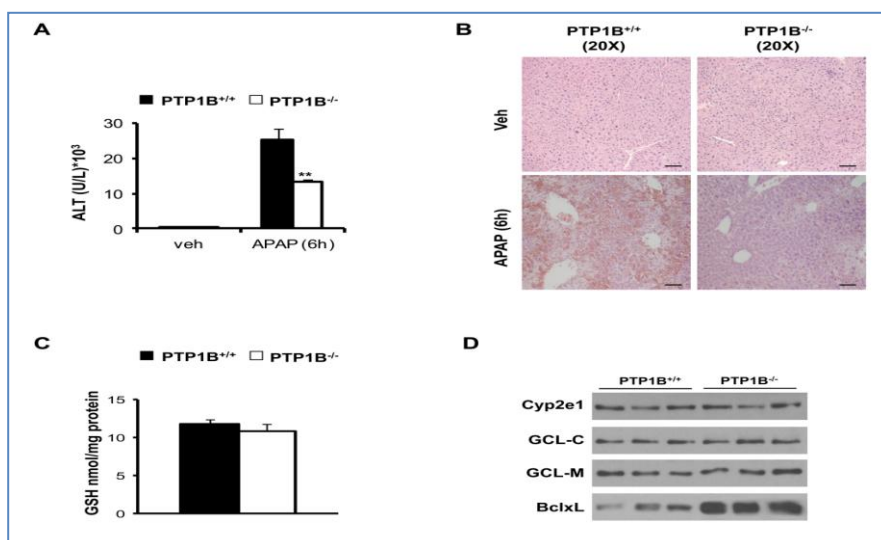 A
PTP1B+/+ PTP1B-/-
ALT (U/L)*10³
30
20
10
0
**
veh APAP (6h)
B
PTP1B+/+ PTP1B-/-
(20X) (20X)
Veh
APAP (6h)
C
PTP1B+/+ PTP1B-/-
GSH nmol/mg protein
15
10
5
0
D
PTP1B+/+ PTP1B-/-
Cyp2e1
GCL-C
GCL-M
BclxL